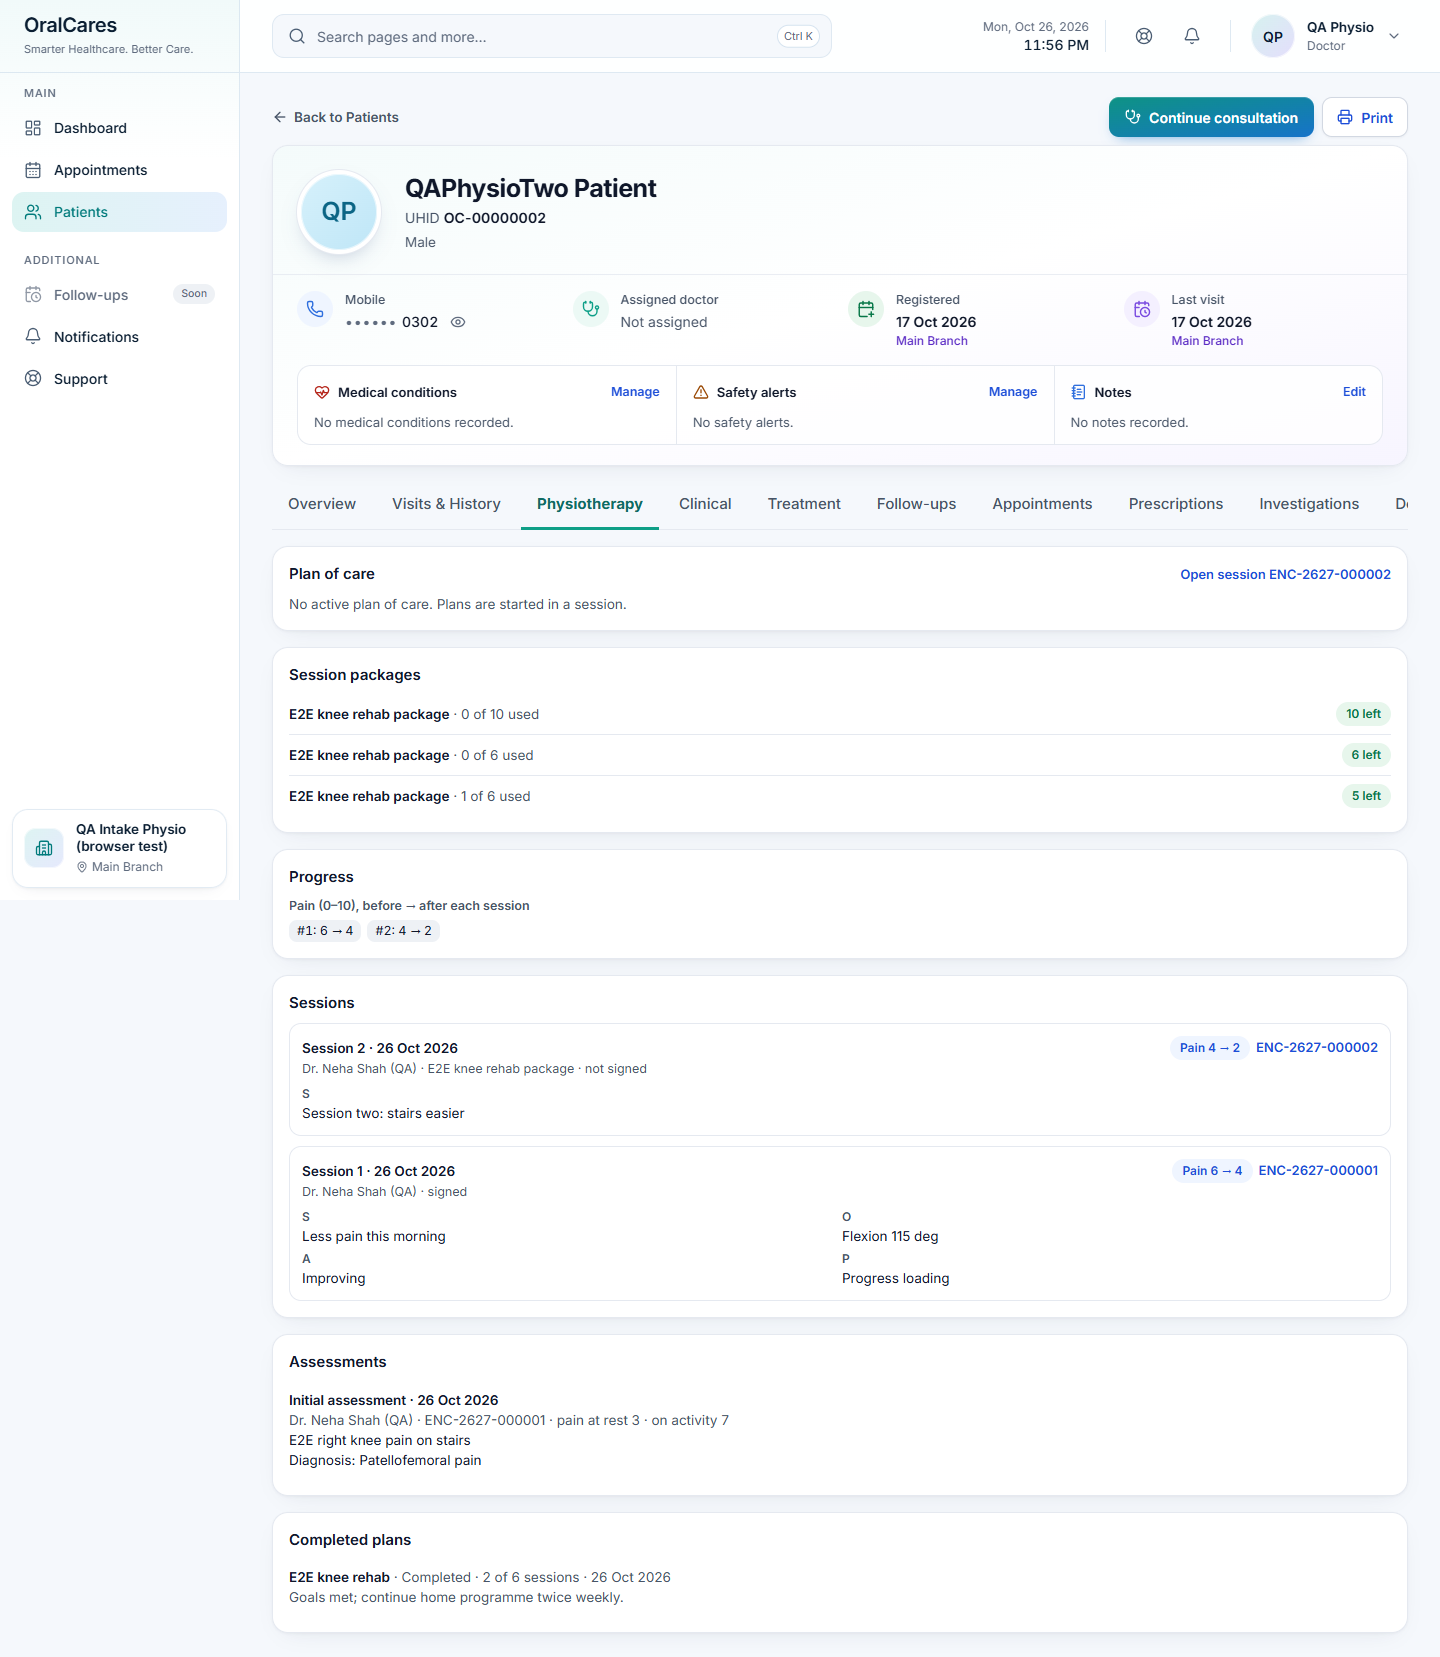 OralCares
Smarter Healthcare. Better Care.
Search pages and more...
Ctrl K
Mon, Oct 26, 2026
11:56 PM
QP
QA Physio
Doctor
MAIN
Dashboard
Appointments
Patients
ADDITIONAL
Follow-ups
Soon
Notifications
Support
QA Intake Physio
(browser test)
Main Branch
Back to Patients
Continue consultation
Print
QP
QAPhysioTwo Patient
UHID OC-00000002
Male
Mobile
•••••• 0302
Assigned doctor
Not assigned
Registered
17 Oct 2026
Main Branch
Last visit
17 Oct 2026
Main Branch
Medical conditions
Manage
No medical conditions recorded.
Safety alerts
Manage
No safety alerts.
Notes
Edit
No notes recorded.
Overview
Visits & History
Physiotherapy
Clinical
Treatment
Follow-ups
Appointments
Prescriptions
Investigations
Plan of care
Open session ENC-2627-000002
No active plan of care. Plans are started in a session.
Session packages
E2E knee rehab package · 0 of 10 used
10 left
E2E knee rehab package · 0 of 6 used
6 left
E2E knee rehab package · 1 of 6 used
5 left
Progress
Pain (0–10), before → after each session
#1: 6 → 4
#2: 4 → 2
Sessions
Session 2 · 26 Oct 2026
Pain 4 → 2
ENC-2627-000002
Dr. Neha Shah (QA) · E2E knee rehab package · not signed
S
Session two: stairs easier
Session 1 · 26 Oct 2026
Pain 6 → 4
ENC-2627-000001
Dr. Neha Shah (QA) · signed
S
Less pain this morning
O
Flexion 115 deg
A
Improving
P
Progress loading
Assessments
Initial assessment · 26 Oct 2026
Dr. Neha Shah (QA) · ENC-2627-000001 · pain at rest 3 · on activity 7
E2E right knee pain on stairs
Diagnosis: Patellofemoral pain
Completed plans
E2E knee rehab · Completed · 2 of 6 sessions · 26 Oct 2026
Goals met; continue home programme twice weekly.